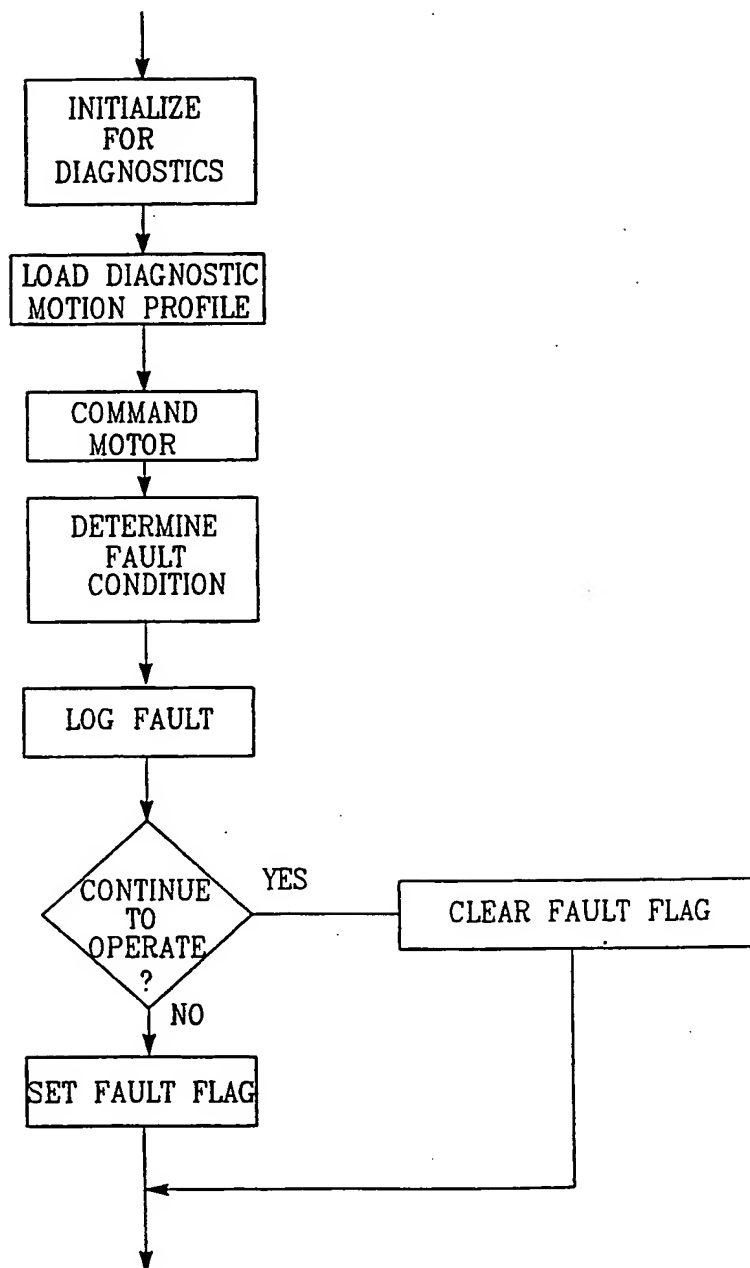 INITIALIZE
FOR
DIAGNOSTICS
LOAD DIAGNOSTIC
MOTION PROFILE
COMMAND
MOTOR
DETERMINE
FAULT
CONDITION
LOG FAULT
CONTINUE
TO
OPERATE
?
YES
CLEAR FAULT FLAG
NO
SET FAULT FLAG